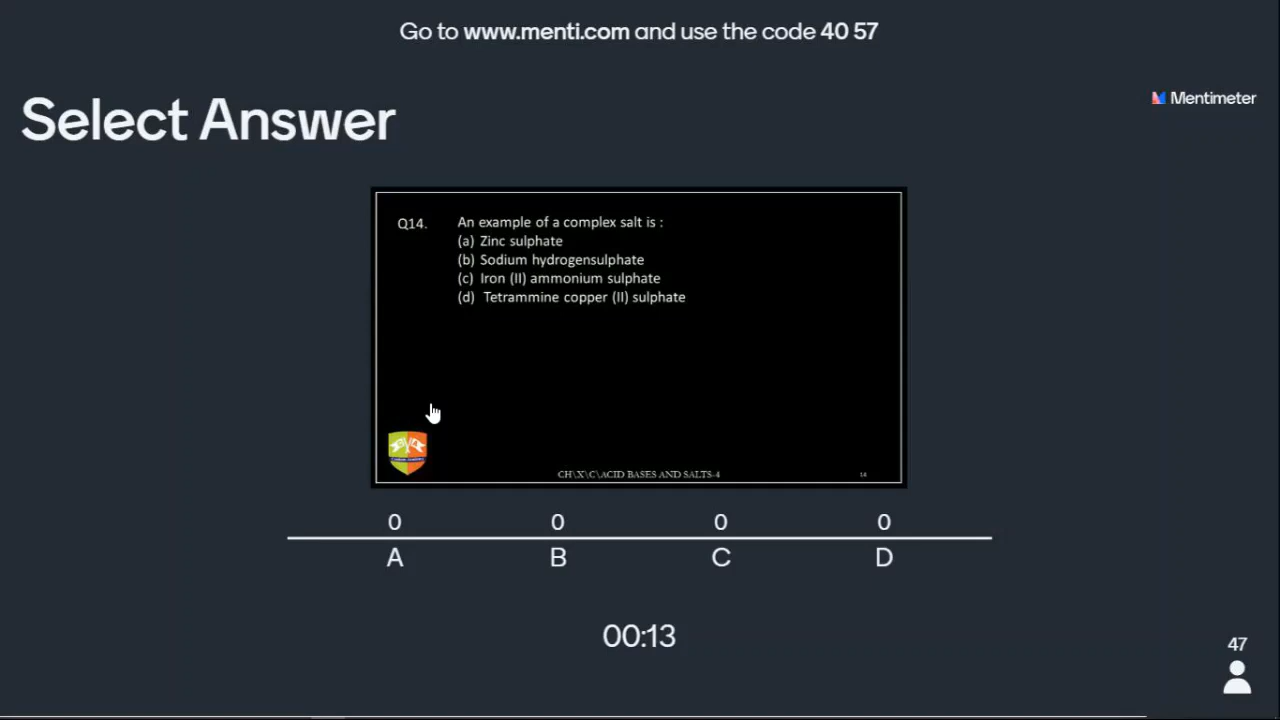 Go to www.menti.com and use the code 40 57
Mentimeter
Select Answer
Q14. An example of a complex salt is :
(a) Zinc sulphate
(b) Sodium hydrogensulphate
(c) Iron (II) ammonium sulphate
(d) Tetrammine copper (II) sulphate
CH\X\C\ACID BASES AND SALTS-4
14
0 0 0 0
A B C D
00:13
47